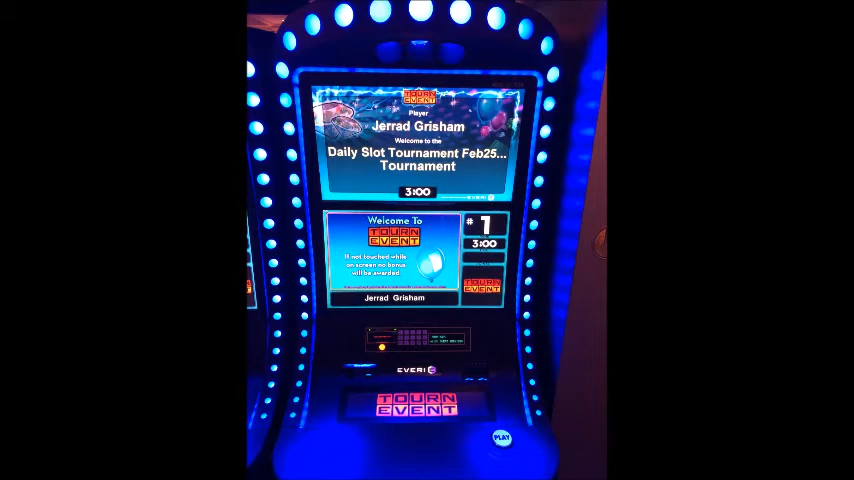 TOURN
EVENT
Player
Jerrad Grisham
Welcome to the
Daily Slot Tournament Feb25...
Tournament
3:00
EVERI
Welcome To
TOURN
EVENT
If not touched while
on screen no bonus
will be awarded.
Jerrad Grisham
# 1
3:00
TOURN
EVENT
EVERI
TOURN
EVENT
PLAY